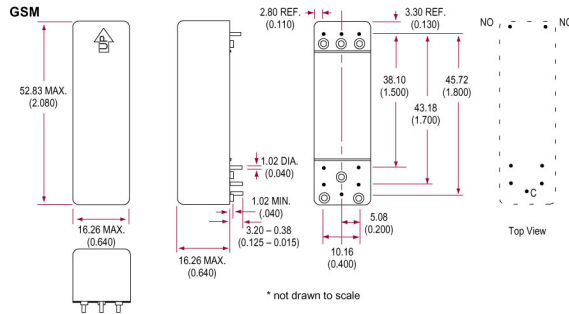 GSM
UP
52.83 MAX.
(2.080)
16.26 MAX.
(0.640)
1.02 DIA.
(0.040)
1.02 MIN.
(.040)
3.20 – 0.38
(0.125 – 0.015)
16.26 MAX.
(0.640)
2.80 REF.
(0.110)
3.30 REF.
(0.130)
38.10
(1.500)
43.18
(1.700)
45.72
(1.800)
5.08
(0.200)
10.16
(0.400)
NO
NO
C
Top View
* not drawn to scale